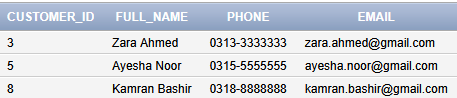 CUSTOMER_ID FULL_NAME PHONE EMAIL
3 Zara Ahmed 0313-3333333 zara.ahmed@gmail.com
5 Ayesha Noor 0315-5555555 ayesha.noor@gmail.com
8 Kamran Bashir 0318-8888888 kamran.bashir@gmail.com